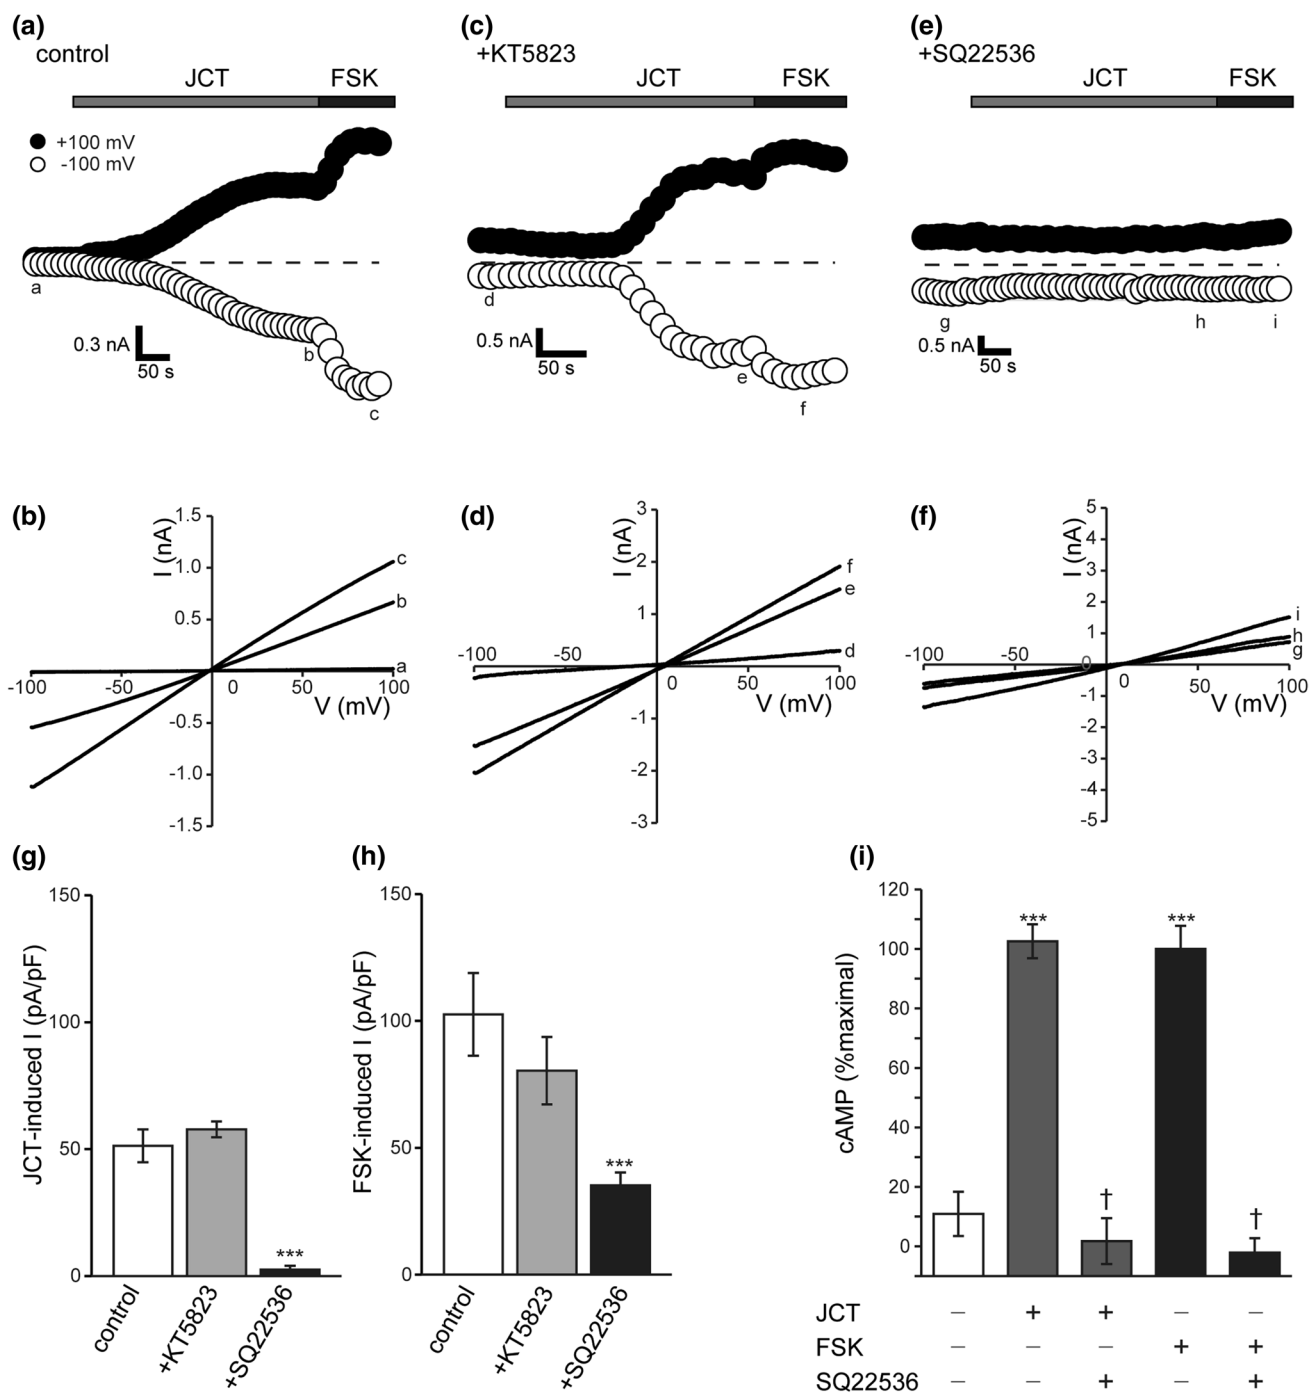 (a)
control
JCT FSK
+100 mV
-100 mV
a
b
c
0.3 nA
50 s
(c)
+KT5823
JCT FSK
d
e
f
0.5 nA
50 s
(e)
+SQ22536
JCT FSK
g
h
i
0.5 nA
50 s
(b)
I (nA)
1.5
1.0
0.5
-0.5
-1.0
-1.5
-100 -50 0 50 100
V (mV)
c
b
a
(d)
I (nA)
3
2
1
-1
-2
-3
-100 -50 0 50 100
V (mV)
f
e
d
(f)
I (nA)
5
4
3
2
1
0
-1
-2
-3
-4
-5
-100 -50 0 50 100
V (mV)
i
h
g
(g)
JCT-induced I (pA/pF)
150
100
50
0
***
control
+KT5823
+SQ22536
(h)
FSK-induced I (pA/pF)
150
100
50
0
***
control
+KT5823
+SQ22536
(i)
cAMP (%maximal)
120
100
80
60
40
20
0
***
†
***
†
JCT − + + − −
FSK − − − + +
SQ22536 − − + − +